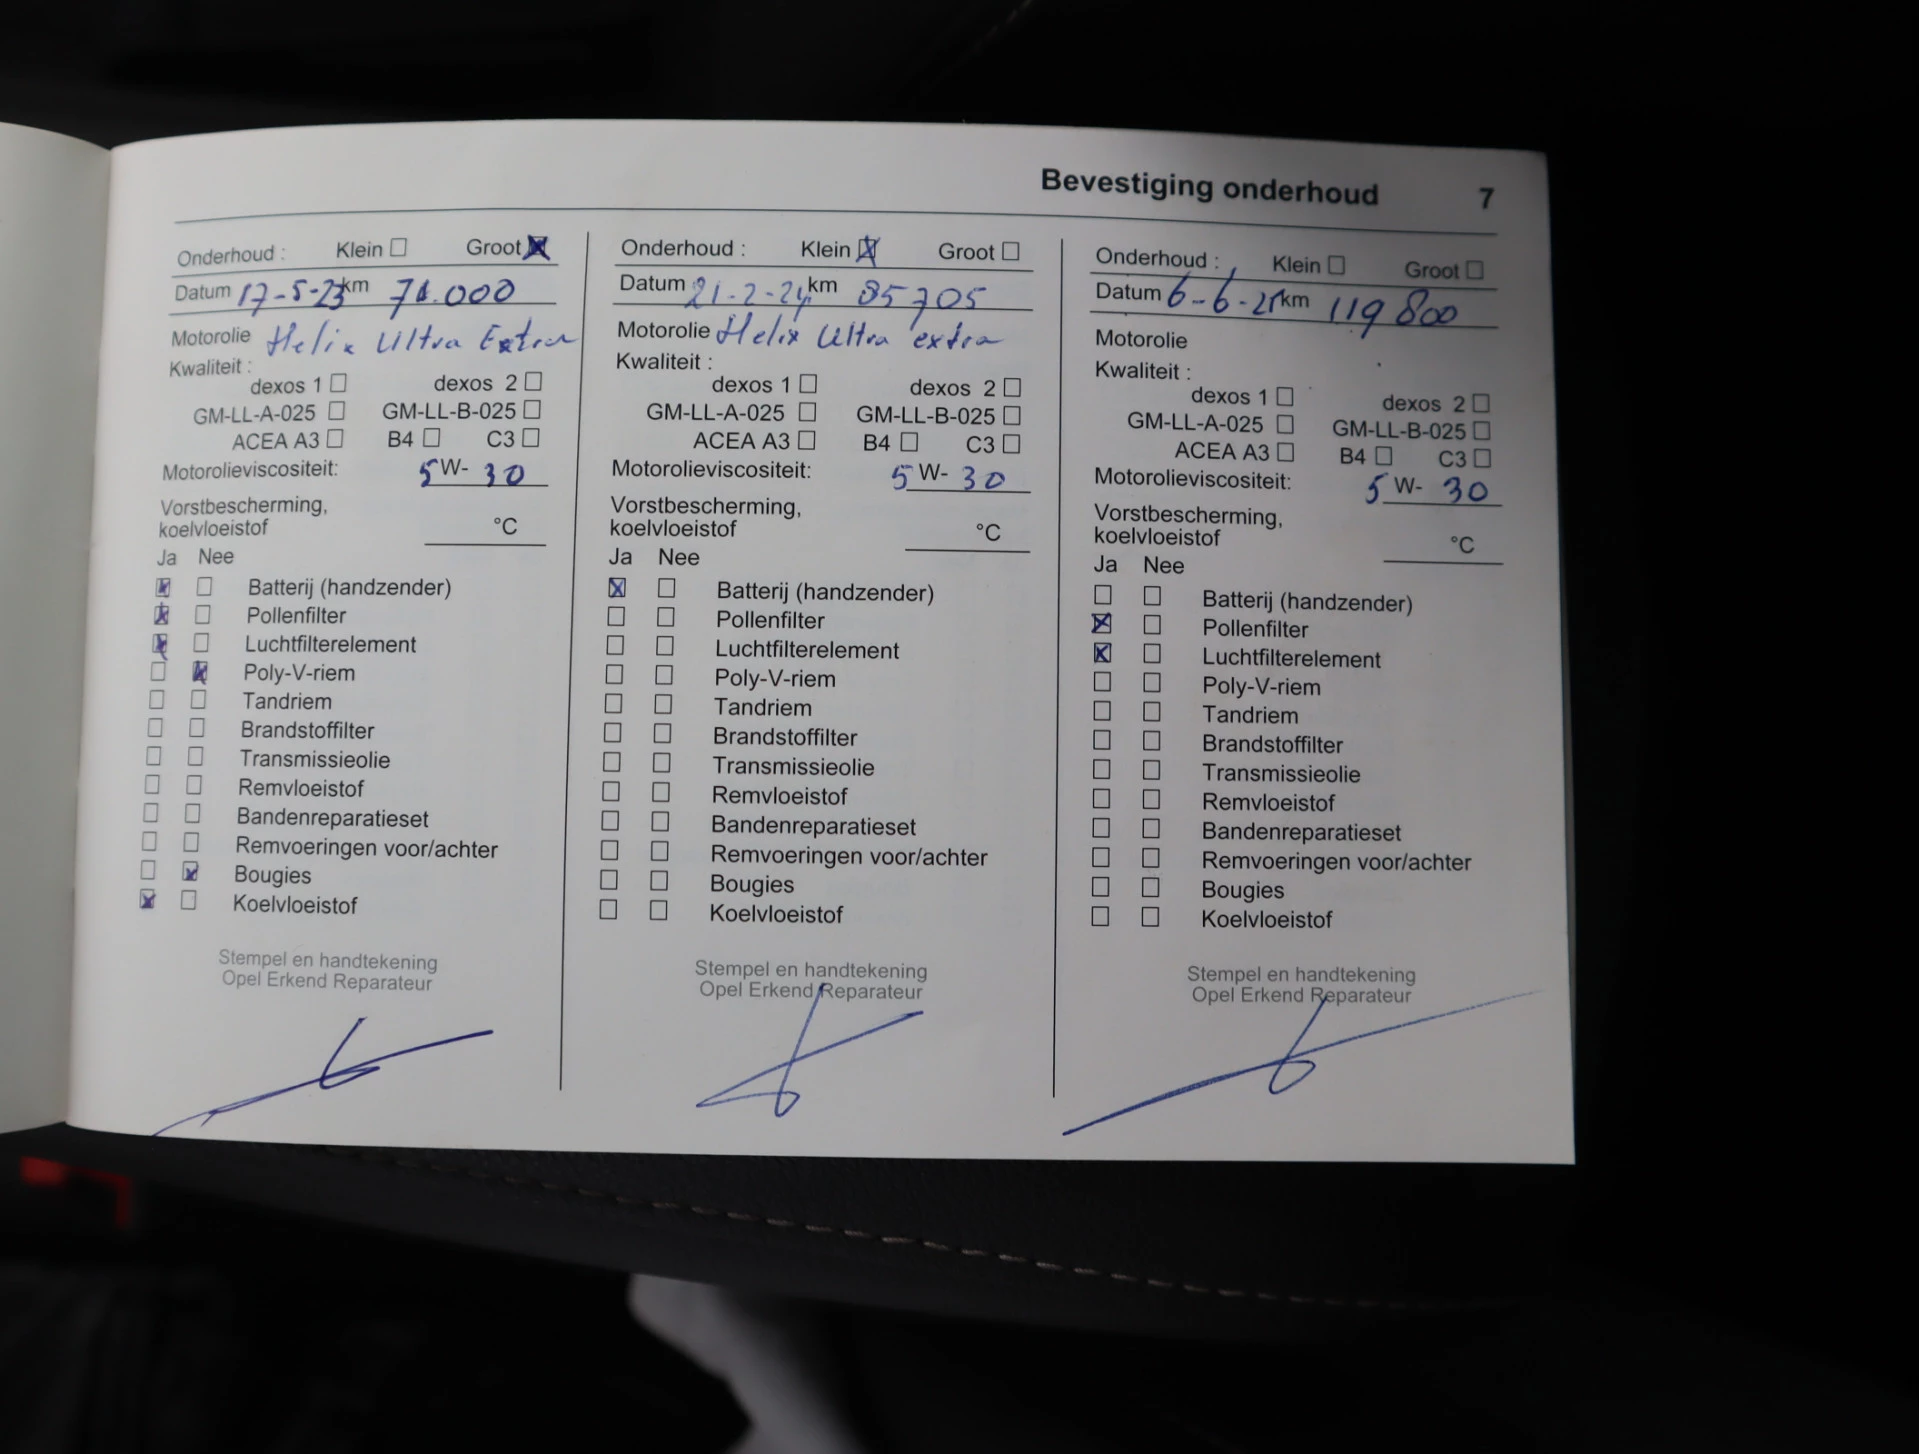 Bevestiging onderhoud 7
Onderhoud : Klein Groot
Datum 17-5-23 km 71.000
Motorolie Helix Ultra Extra
Kwaliteit :
dexos 1 dexos 2
GM-LL-A-025 GM-LL-B-025
ACEA A3 B4 C3
Motorolieviscositeit: 5 W- 30
Vorstbescherming,
koelvloeistof °C
Ja Nee
Batterij (handzender)
Pollenfilter
Luchtfilterelement
Poly-V-riem
Tandriem
Brandstoffilter
Transmissieolie
Remvloeistof
Bandenreparatieset
Remvoeringen voor/achter
Bougies
Koelvloeistof
Stempel en handtekening
Opel Erkend Reparateur
Onderhoud : Klein Groot
Datum 21-2-24 km 85705
Motorolie Helix Ultra extra
Kwaliteit :
dexos 1 dexos 2
GM-LL-A-025 GM-LL-B-025
ACEA A3 B4 C3
Motorolieviscositeit: 5 W- 30
Vorstbescherming,
koelvloeistof °C
Ja Nee
Batterij (handzender)
Pollenfilter
Luchtfilterelement
Poly-V-riem
Tandriem
Brandstoffilter
Transmissieolie
Remvloeistof
Bandenreparatieset
Remvoeringen voor/achter
Bougies
Koelvloeistof
Stempel en handtekening
Opel Erkend Reparateur
Onderhoud : Klein Groot
Datum 6-6-25 km 119800
Motorolie
Kwaliteit :
dexos 1 dexos 2
GM-LL-A-025 GM-LL-B-025
ACEA A3 B4 C3
Motorolieviscositeit: 5 W- 30
Vorstbescherming,
koelvloeistof °C
Ja Nee
Batterij (handzender)
Pollenfilter
Luchtfilterelement
Poly-V-riem
Tandriem
Brandstoffilter
Transmissieolie
Remvloeistof
Bandenreparatieset
Remvoeringen voor/achter
Bougies
Koelvloeistof
Stempel en handtekening
Opel Erkend Reparateur